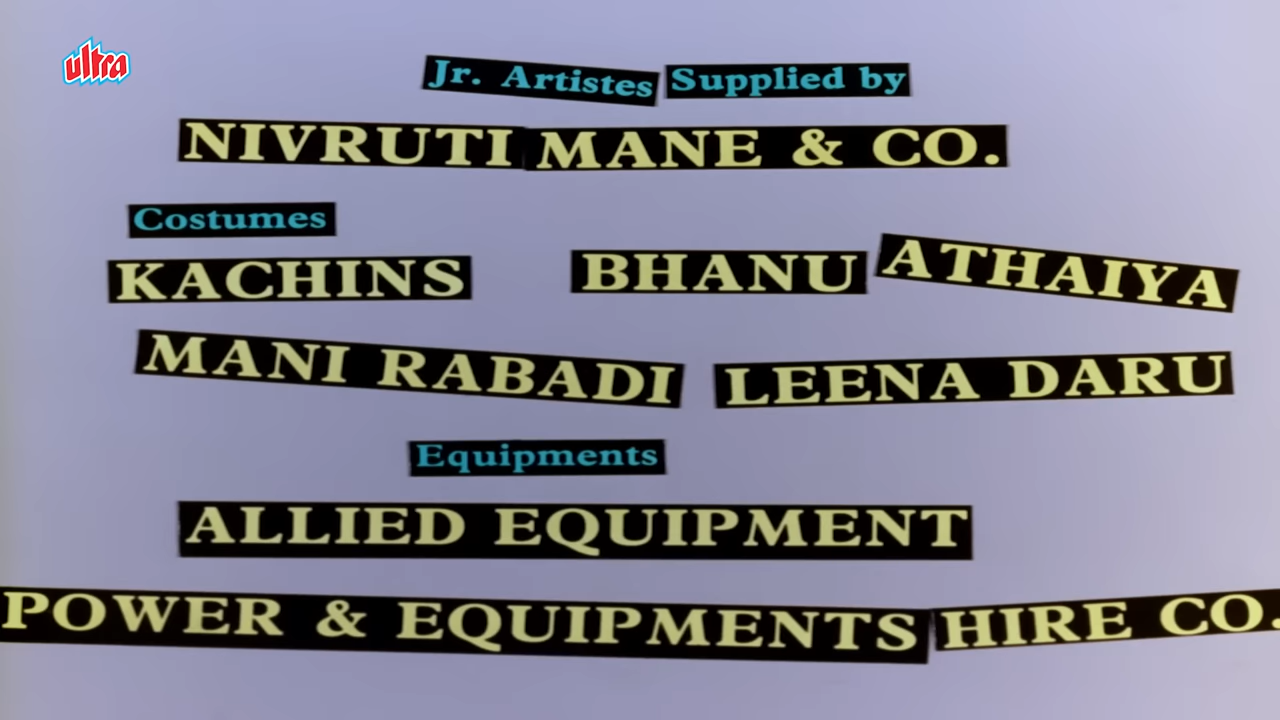 ultra
Jr. Artistes Supplied by
NIVRUTI MANE & CO.
Costumes
KACHINS BHANU ATHAIYA
MANI RABADI LEENA DARU
Equipments
ALLIED EQUIPMENT
POWER & EQUIPMENTS HIRE CO.